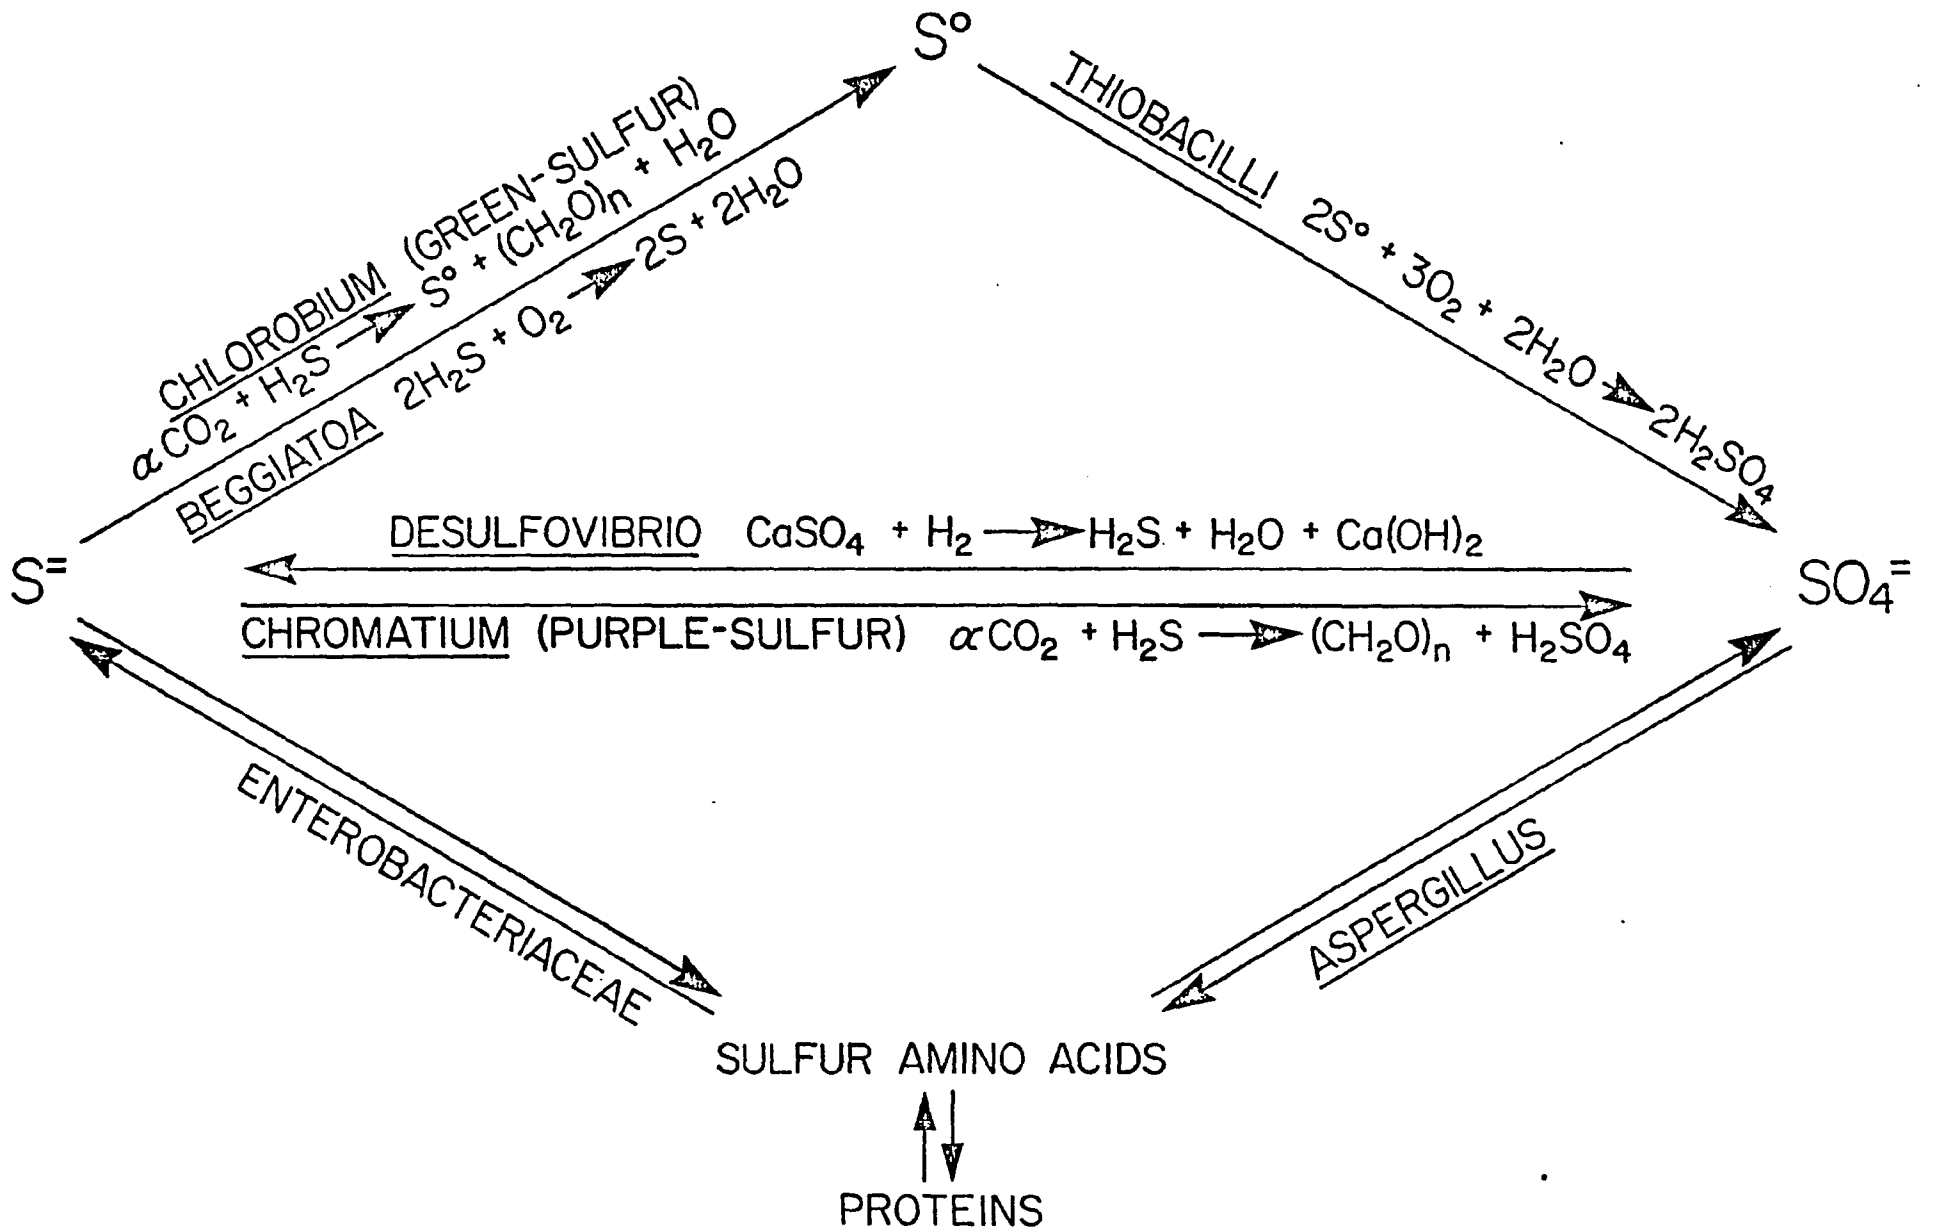 S°
CHLOROBIUM (GREEN-SULFUR)
αCO₂ + H₂S → S° + (CH₂O)ₙ + H₂O
BEGGIATOA 2H₂S + O₂ → 2S + 2H₂O
THIOBACILLI 2S° + 3O₂ + 2H₂O → 2H₂SO₄
DESULFOVIBRIO CaSO₄ + H₂ → H₂S + H₂O + Ca(OH)₂
S⁼
SO₄⁼
CHROMATIUM (PURPLE-SULFUR) αCO₂ + H₂S → (CH₂O)ₙ + H₂SO₄
ENTEROBACTERIACEAE
ASPERGILLUS
SULFUR AMINO ACIDS
PROTEINS